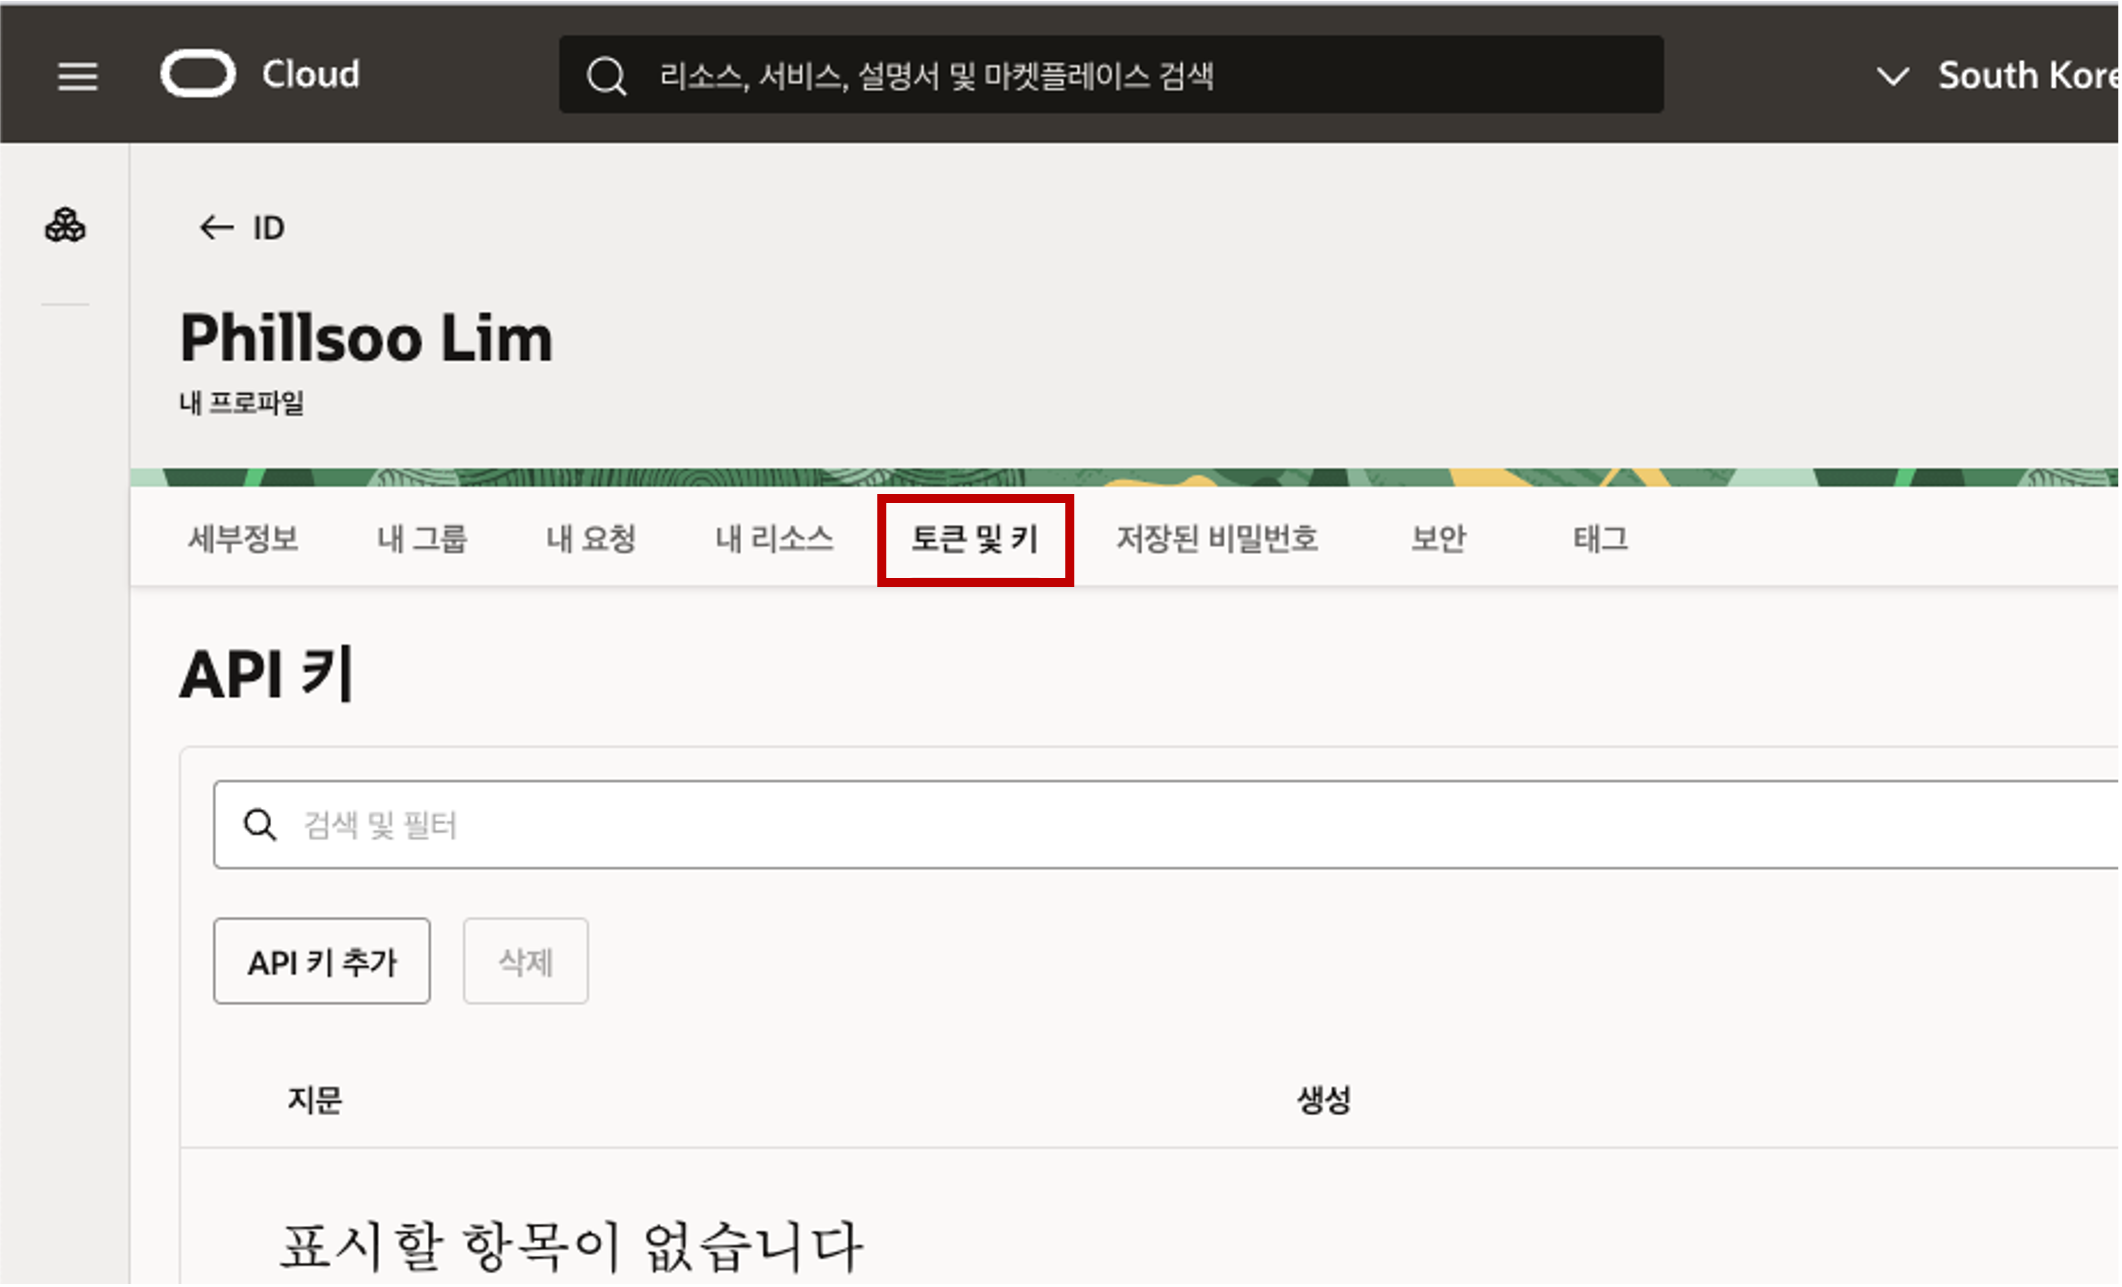 Cloud
리소스, 서비스, 설명서 및 마켓플레이스 검색
South Kore
ID
Phillsoo Lim
내 프로파일
세부정보 내 그룹 내 요청 내 리소스 토큰 및 키 저장된 비밀번호 보안 태그
API 키
검색 및 필터
API 키 추가 삭제
지문 생성
표시할 항목이 없습니다